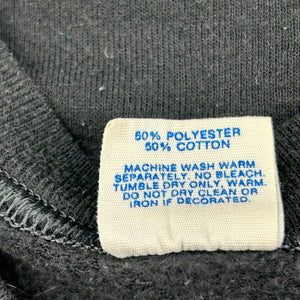 50% POLYESTER
50% COTTON
MACHINE WASH WARM
SEPARATELY. NO BLEACH.
TUMBLE DRY ONLY, WARM.
DO NOT DRY CLEAN OR
IRON IF DECORATED.